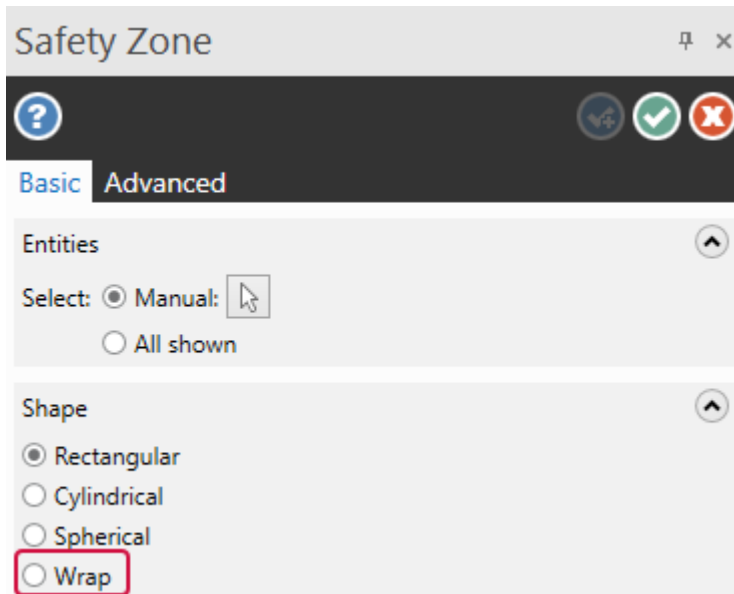 Safety Zone
Basic Advanced
Entities
Select: Manual:
All shown
Shape
Rectangular
Cylindrical
Spherical
Wrap